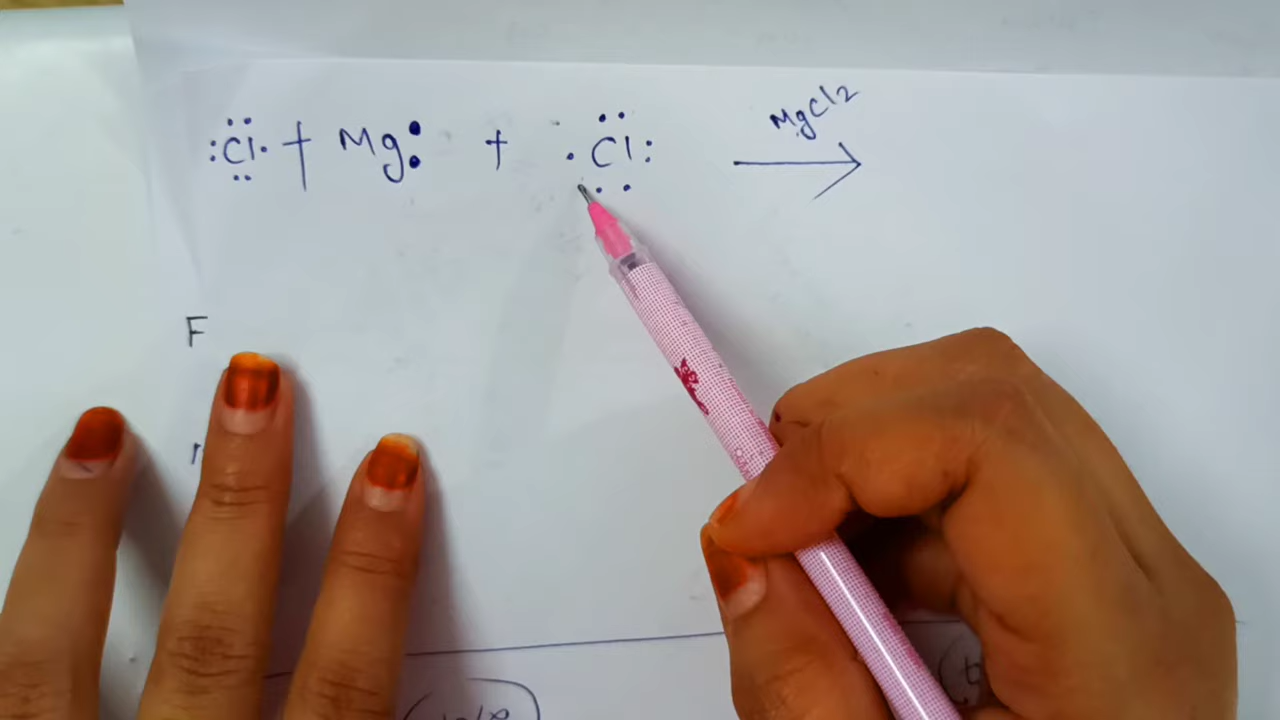 :Cl· + Mg: + ·Cl: MgCl2 →
F